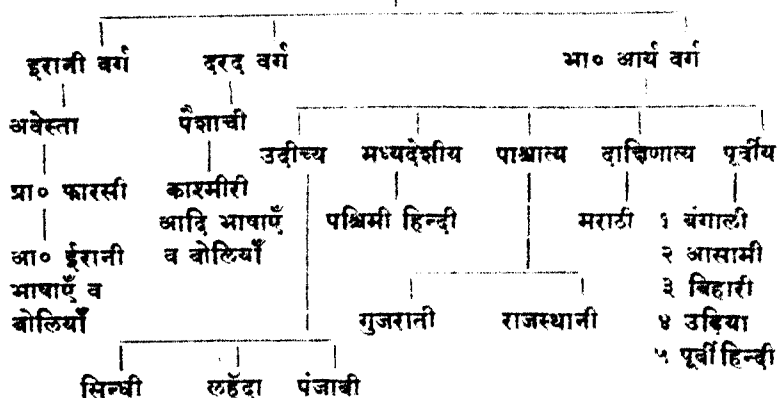 इरानी वर्ग दरद वर्ग भा० आर्य वर्ग
अवेस्ता पैशाची
उदीच्य मध्यदेशीय पाश्चात्य दाक्षिणात्य पूर्वीय
प्रा० फारसी काश्मीरी
आदि भाषाएँ पश्चिमी हिन्दी मराठी १ बंगाली
आ० ईरानी व बोलियाँ २ आसामी
भाषाएँ व ३ बिहारी
बोलियाँ गुजराती राजस्थानी ४ उड़िया
५ पूर्वी हिन्दी
सिन्धी लहँदा पंजाबी